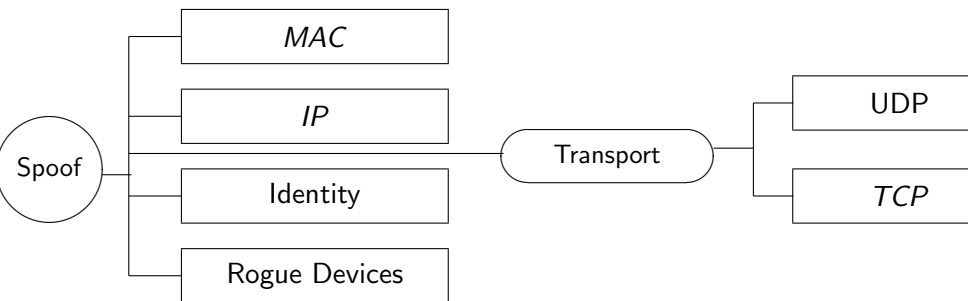 MAC
IP
Spoof
Identity
Rogue Devices
Transport
UDP
TCP